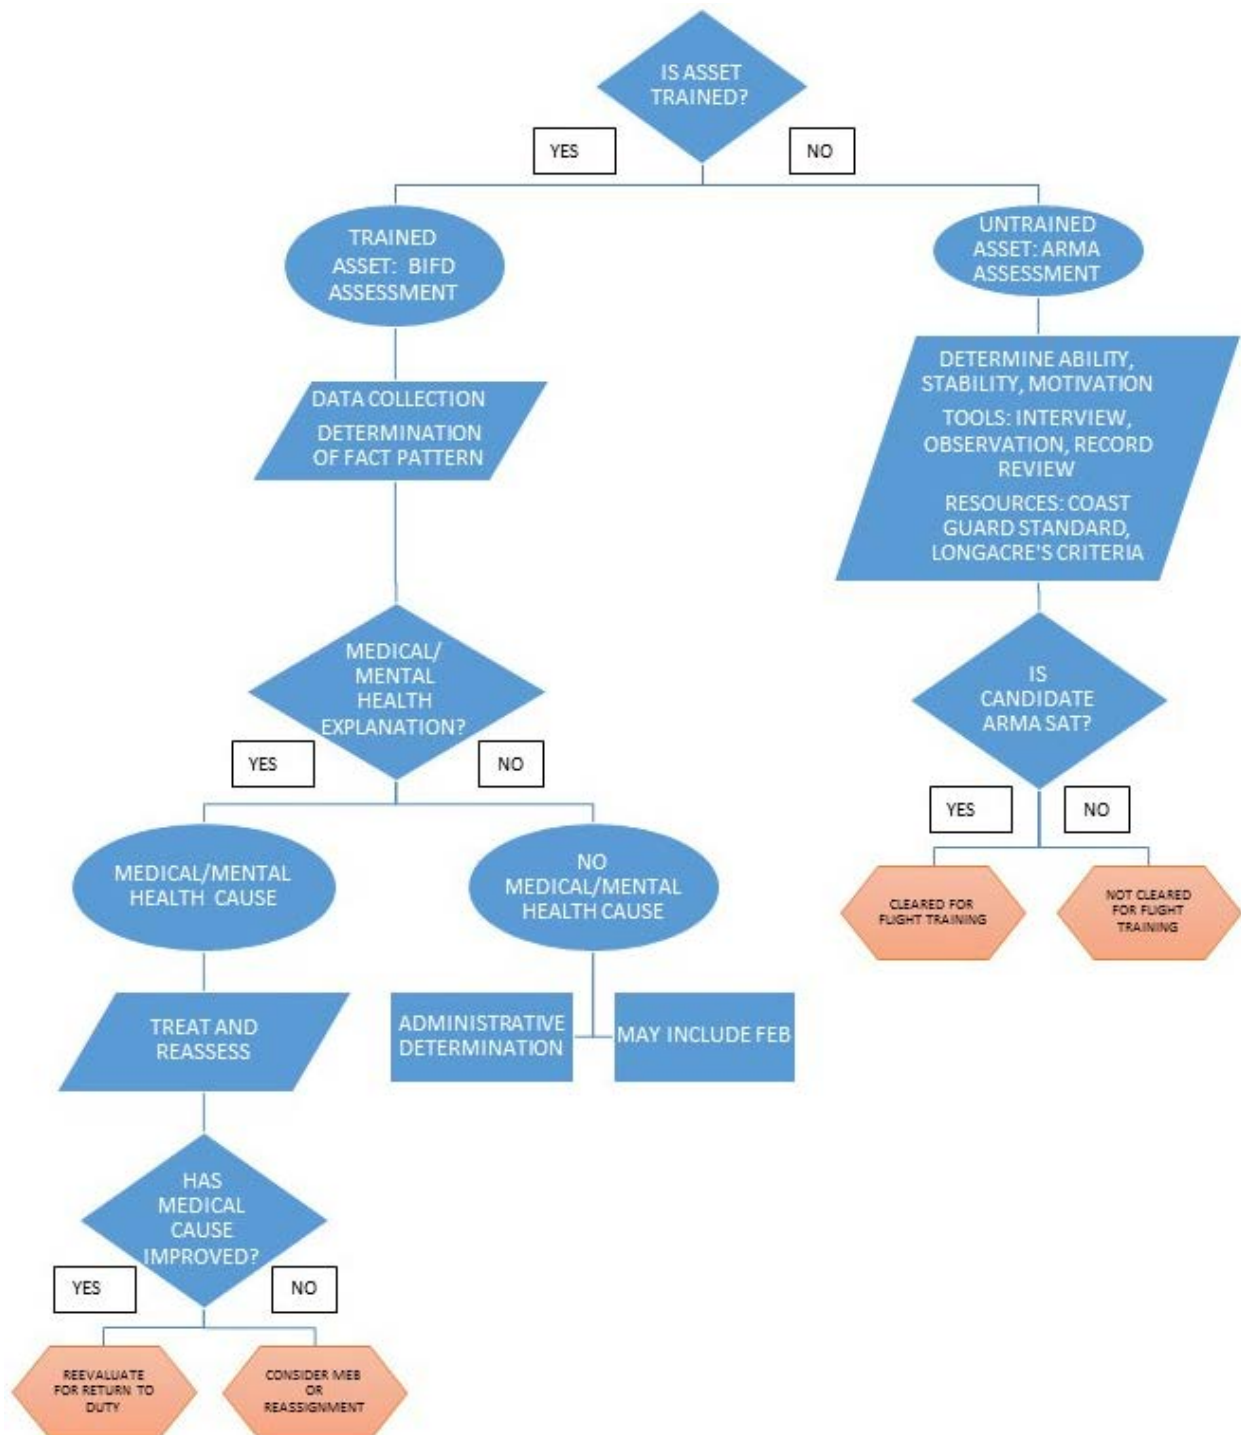 IS ASSET
TRAINED?
YES
NO
TRAINED
ASSET: BIFD
ASSESSMENT
UNTRAINED
ASSET: ARMA
ASSESSMENT
DATA COLLECTION
DETERMINATION
OF FACT PATTERN
DETERMINE ABILITY,
STABILITY, MOTIVATION
TOOLS: INTERVIEW,
OBSERVATION, RECORD
REVIEW
RESOURCES: COAST
GUARD STANDARD,
LONGACRE'S CRITERIA
MEDICAL/
MENTAL
HEALTH
EXPLANATION?
YES
NO
IS
CANDIDATE
ARMA SAT?
YES
NO
MEDICAL/MENTAL
HEALTH CAUSE
NO
MEDICAL/MENTAL
HEALTH CAUSE
CLEARED FOR
FLIGHT TRAINING
NOT CLEARED
FOR FLIGHT
TRAINING
TREAT AND
REASSESS
ADMINISTRATIVE
DETERMINATION
MAY INCLUDE FEB
HAS
MEDICAL
CAUSE
IMPROVED?
YES
NO
REEVALUATE
FOR RETURN TO
DUTY
CONSIDER MEB
OR
REASSIGNMENT